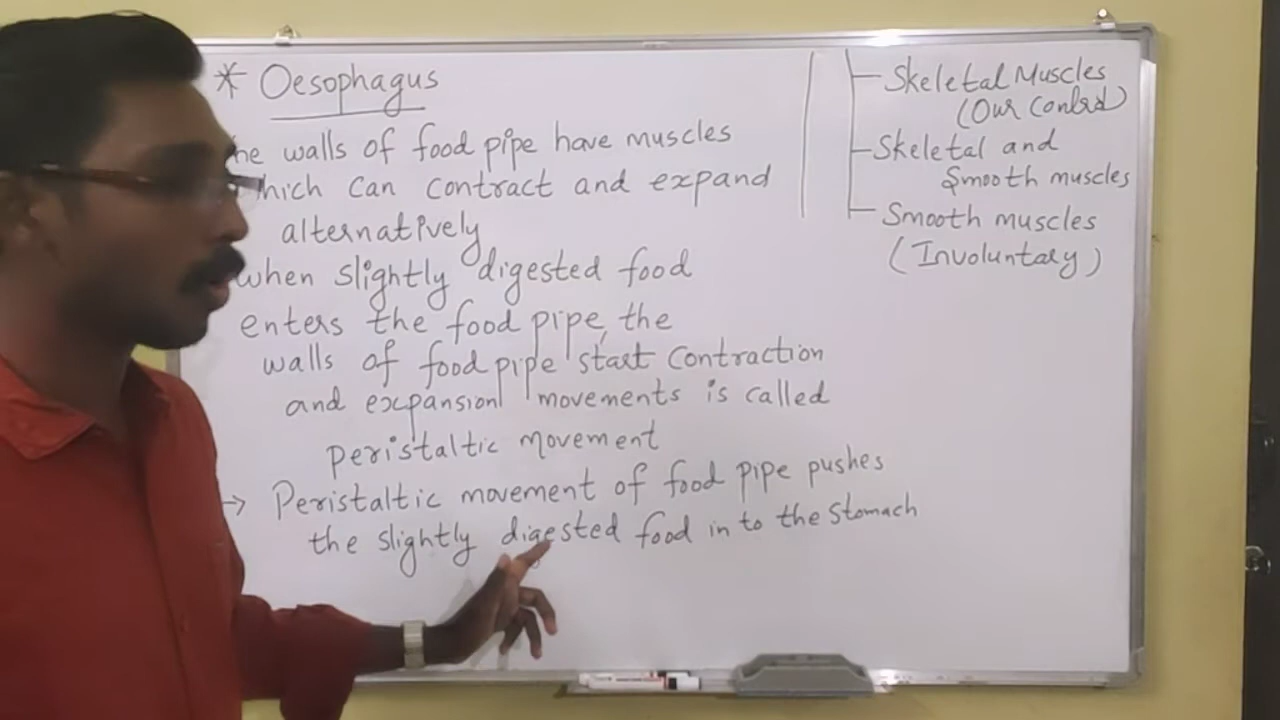 * Oesophagus
he walls of food pipe have muscles
hich can contract and expand
alternatively
when slightly digested food
enters the food pipe, the
walls of food pipe start contraction
and expansion movements is called
peristaltic movement
→ Peristaltic movement of food pipe pushes
the slightly digested food in to the stomach
Skeletal Muscles
(Our Control)
Skeletal and
Smooth muscles
Smooth muscles
(Involuntary)